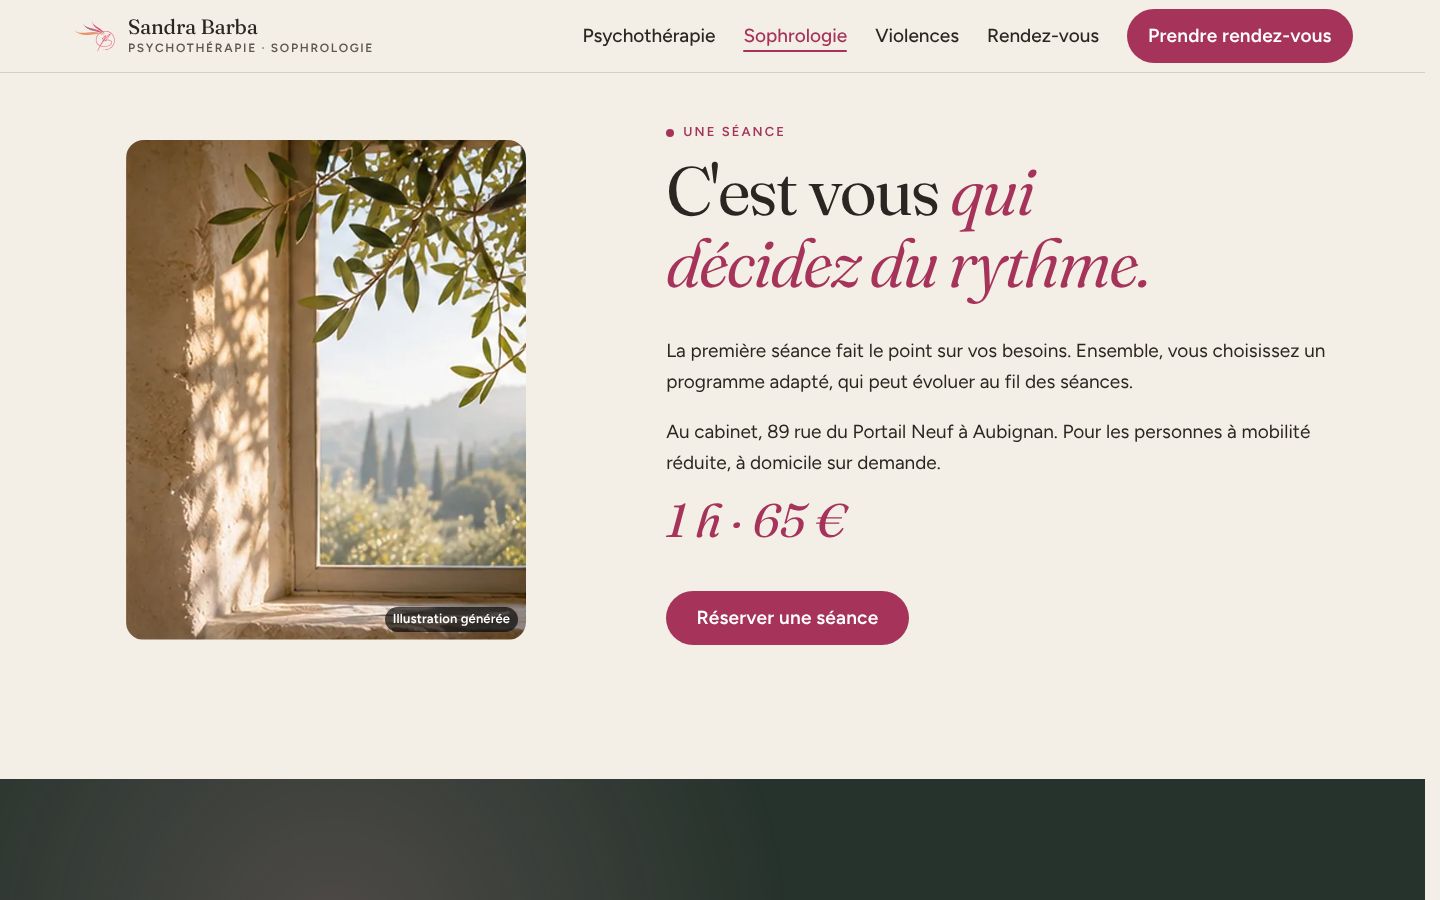 Sandra Barba
PSYCHOTHÉRAPIE · SOPHROLOGIE
Psychothérapie
Sophrologie
Violences
Rendez-vous
Prendre rendez-vous
UNE SÉANCE
C'est vous qui
décidez du rythme.
La première séance fait le point sur vos besoins. Ensemble, vous choisissez un
programme adapté, qui peut évoluer au fil des séances.
Au cabinet, 89 rue du Portail Neuf à Aubignan. Pour les personnes à mobilité
réduite, à domicile sur demande.
1 h · 65 €
Réserver une séance
Illustration générée